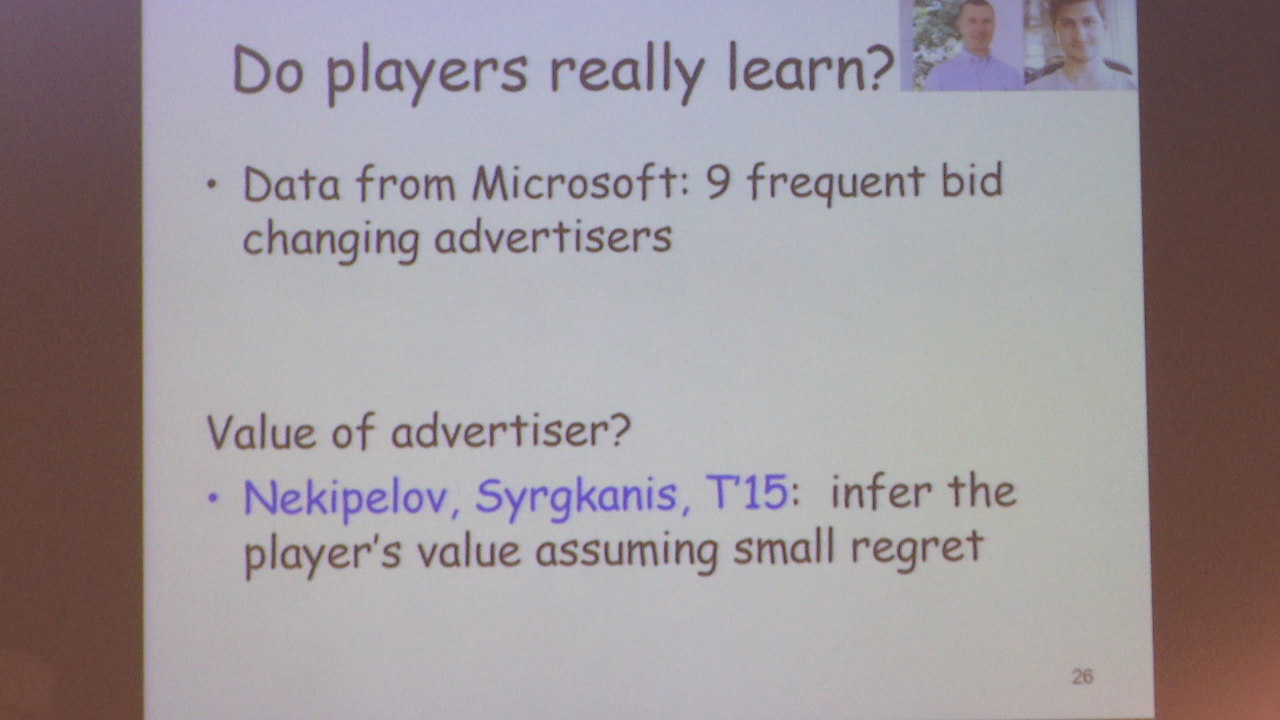 Do players really learn?
• Data from Microsoft: 9 frequent bid
changing advertisers
Value of advertiser?
• Nekipelov, Syrgkanis, T'15: infer the
player's value assuming small regret
26